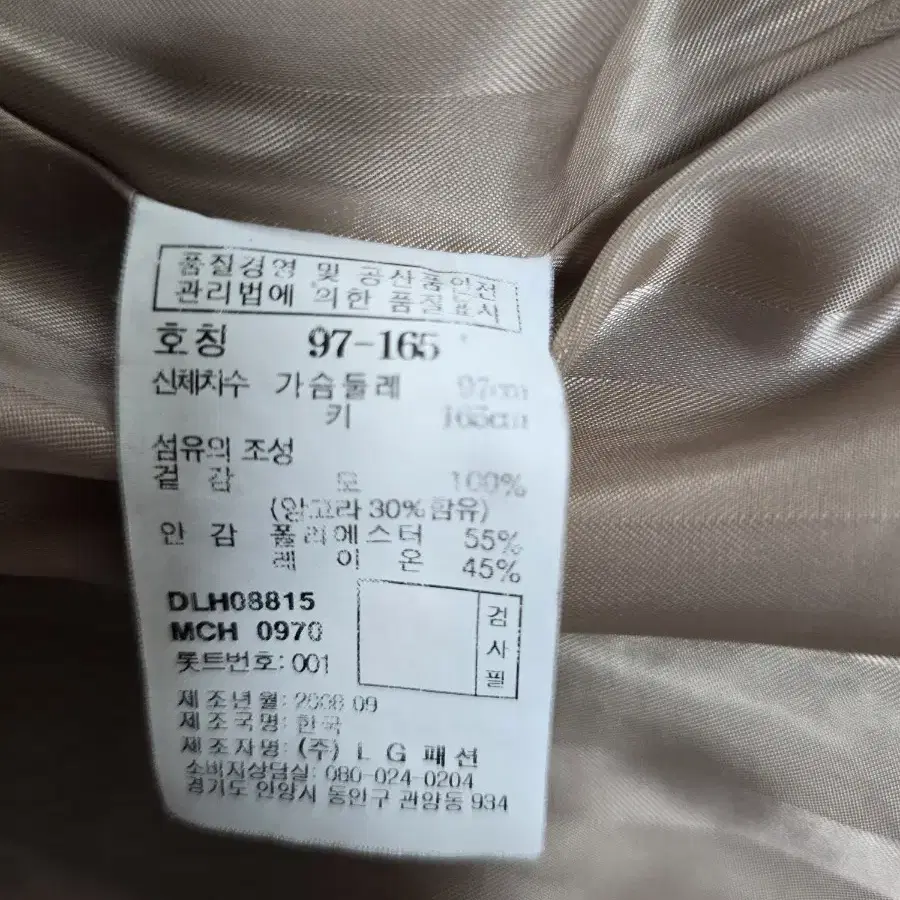 품질경영 및 공산품안전
관리법에 의한 품질표시
호칭 97-165
신체치수 가슴둘레 97cm
키 165cm
섬유의 조성
겉 감 모 100%
(앙고라 30% 함유)
안 감 폴리에스터 55%
레 이 온 45%
DLH08815
MCH 0970
롯트번호: 001
검사필
제조년월: 2008 09
제조국명: 한국
제조자명: (주) L G 패션
소비자상담실: 080-024-0204
경기도 안양시 동안구 관양동 934